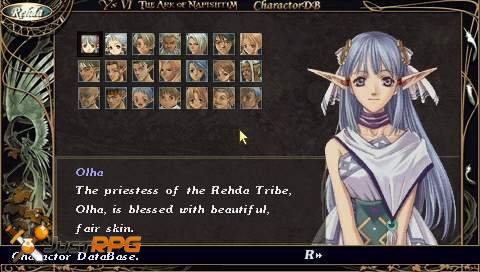 Rehda
Ys VI The Ark of Napishtim CharactorDB
Olha
The priestess of the Rehda Tribe,
Olha, is blessed with beautiful,
fair skin.
JustRPG
Character DataBase.
R